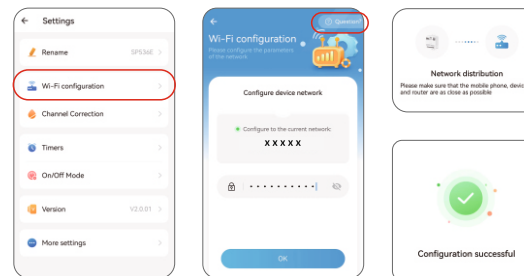 Settings
Rename SP536E
Wi-Fi configuration
Channel Correction
Timers
On/Off Mode
Version V2.0.01
More settings
Question?
Wi-Fi configuration
Please configure the parameters
of the network
Configure device network
Configure to the current network:
X X X X X
OK
Network distribution
Please make sure that the mobile phone, devic
and router are as close as possible
Configuration successful